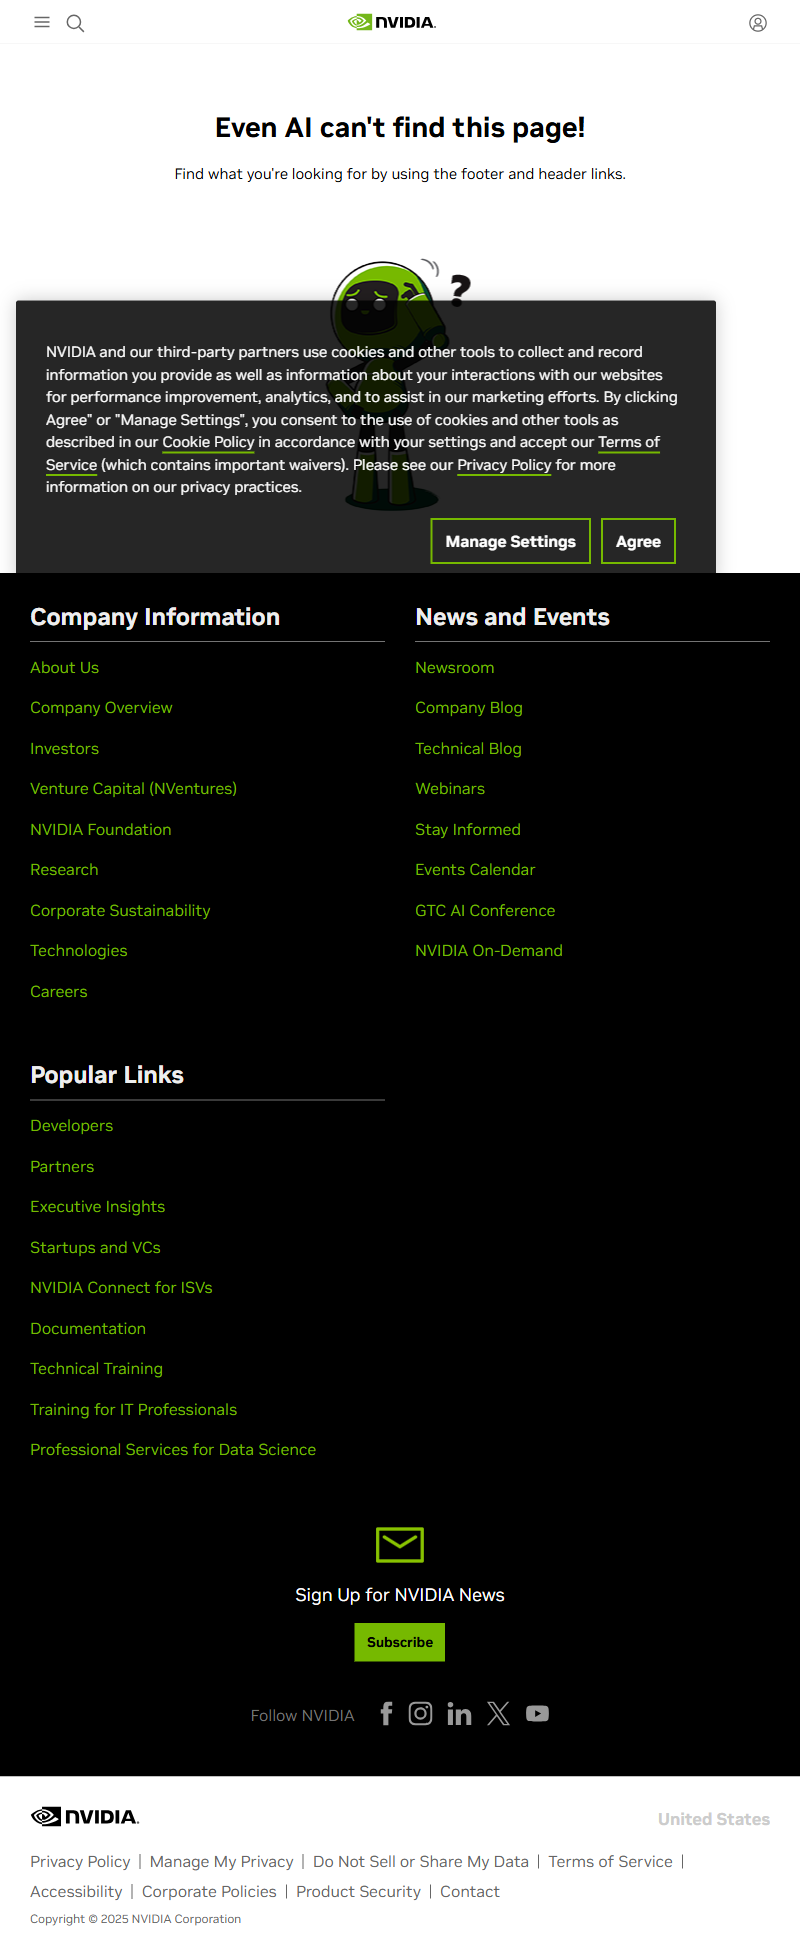 NVIDIA.
Even AI can't find this page!
Find what you're looking for by using the footer and header links.
?
NVIDIA and our third-party partners use cookies and other tools to collect and record
information you provide as well as information about your interactions with our websites
for performance improvement, analytics, and to assist in our marketing efforts. By clicking
Agree" or "Manage Settings", you consent to the use of cookies and other tools as
described in our Cookie Policy in accordance with your settings and accept our Terms of
Service (which contains important waivers). Please see our Privacy Policy for more
information on our privacy practices.
Manage Settings
Agree
Company Information
About Us
Company Overview
Investors
Venture Capital (NVentures)
NVIDIA Foundation
Research
Corporate Sustainability
Technologies
Careers
News and Events
Newsroom
Company Blog
Technical Blog
Webinars
Stay Informed
Events Calendar
GTC AI Conference
NVIDIA On-Demand
Popular Links
Developers
Partners
Executive Insights
Startups and VCs
NVIDIA Connect for ISVs
Documentation
Technical Training
Training for IT Professionals
Professional Services for Data Science
Sign Up for NVIDIA News
Subscribe
Follow NVIDIA
NVIDIA.
United States
Privacy Policy | Manage My Privacy | Do Not Sell or Share My Data | Terms of Service |
Accessibility | Corporate Policies | Product Security | Contact
Copyright © 2025 NVIDIA Corporation